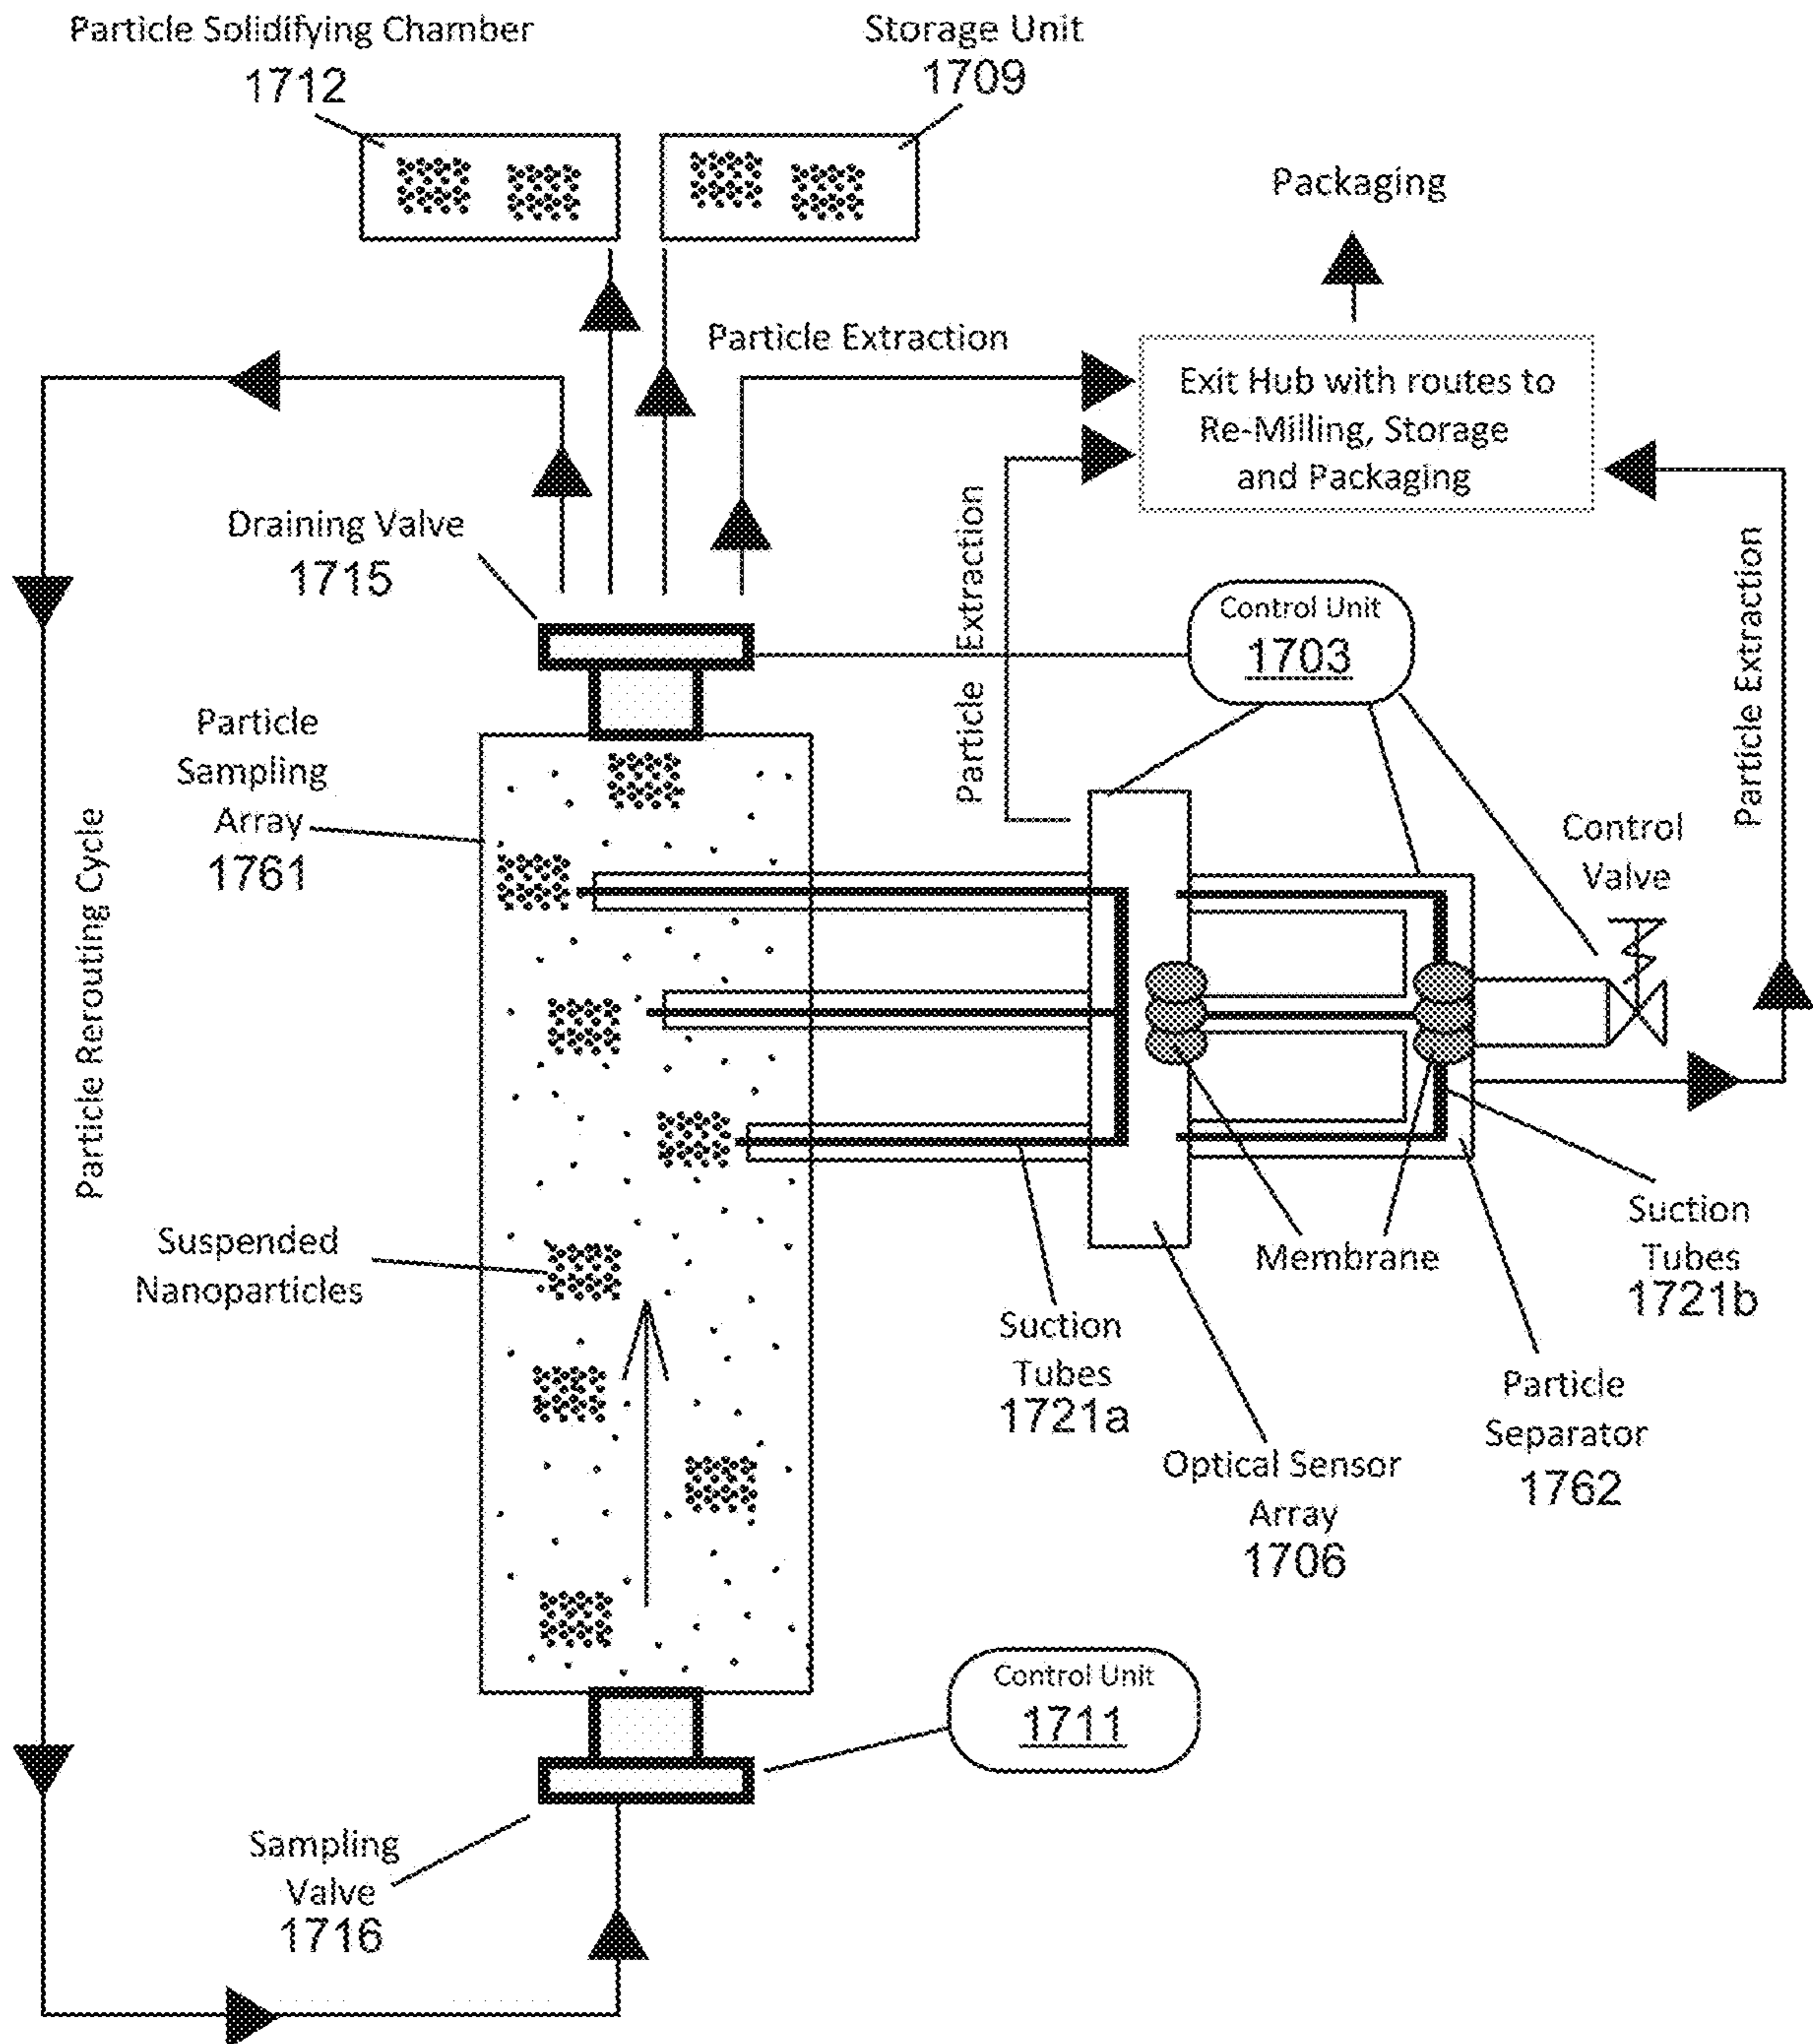 Particle Solidifying Chamber
1712
Storage Unit
1709
Packaging
Particle Extraction
Exit Hub with routes to
Re-Milling, Storage
and Packaging
Draining Valve
1715
Particle Extraction
Control Unit
1703
Particle Extraction
Particle
Sampling
Array
1761
Particle Rerouting Cycle
Control
Valve
Suspended
Nanoparticles
Membrane
Suction
Tubes
1721b
Suction
Tubes
1721a
Particle
Separator
1762
Optical Sensor
Array
1706
Control Unit
1711
Sampling
Valve
1716